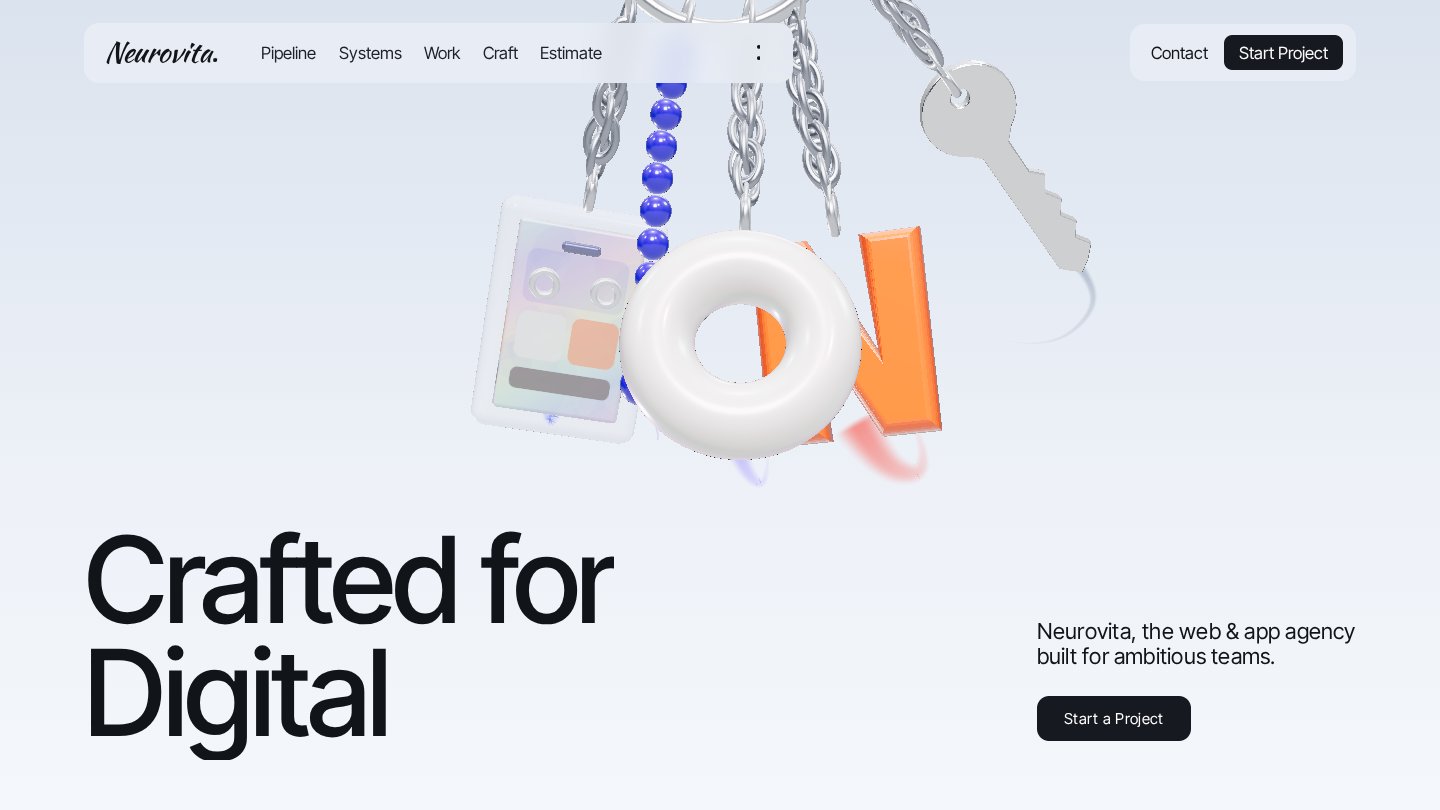 Neurovita.
Pipeline
Systems
Work
Craft
Estimate
Contact
Start Project
N
Crafted for
Digital
Neurovita, the web & app agency
built for ambitious teams.
Start a Project